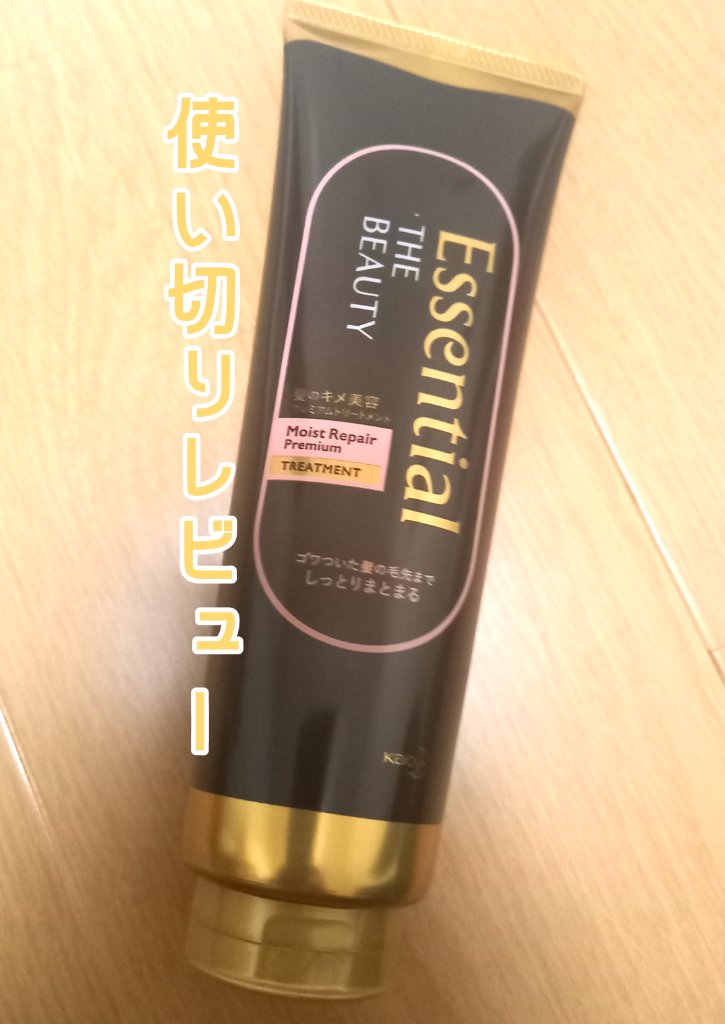 使い切りレビュー
Essential
THE
BEAUTY
髪のキメ美容
プレミアムトリートメント
Moist Repair
Premium
TREATMENT
ゴワついた髪の毛先まで
しっとりまとまる
Kao